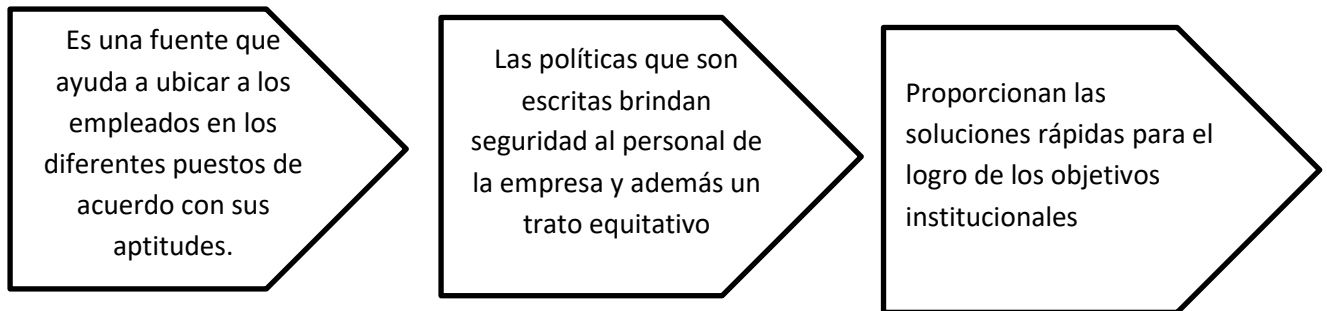 Es una fuente que
ayuda a ubicar a los
empleados en los
diferentes puestos de
acuerdo con sus
aptitudes.
Las políticas que son
escritas brindan
seguridad al personal de
la empresa y además un
trato equitativo
Proporcionan las
soluciones rápidas para el
logro de los objetivos
institucionales